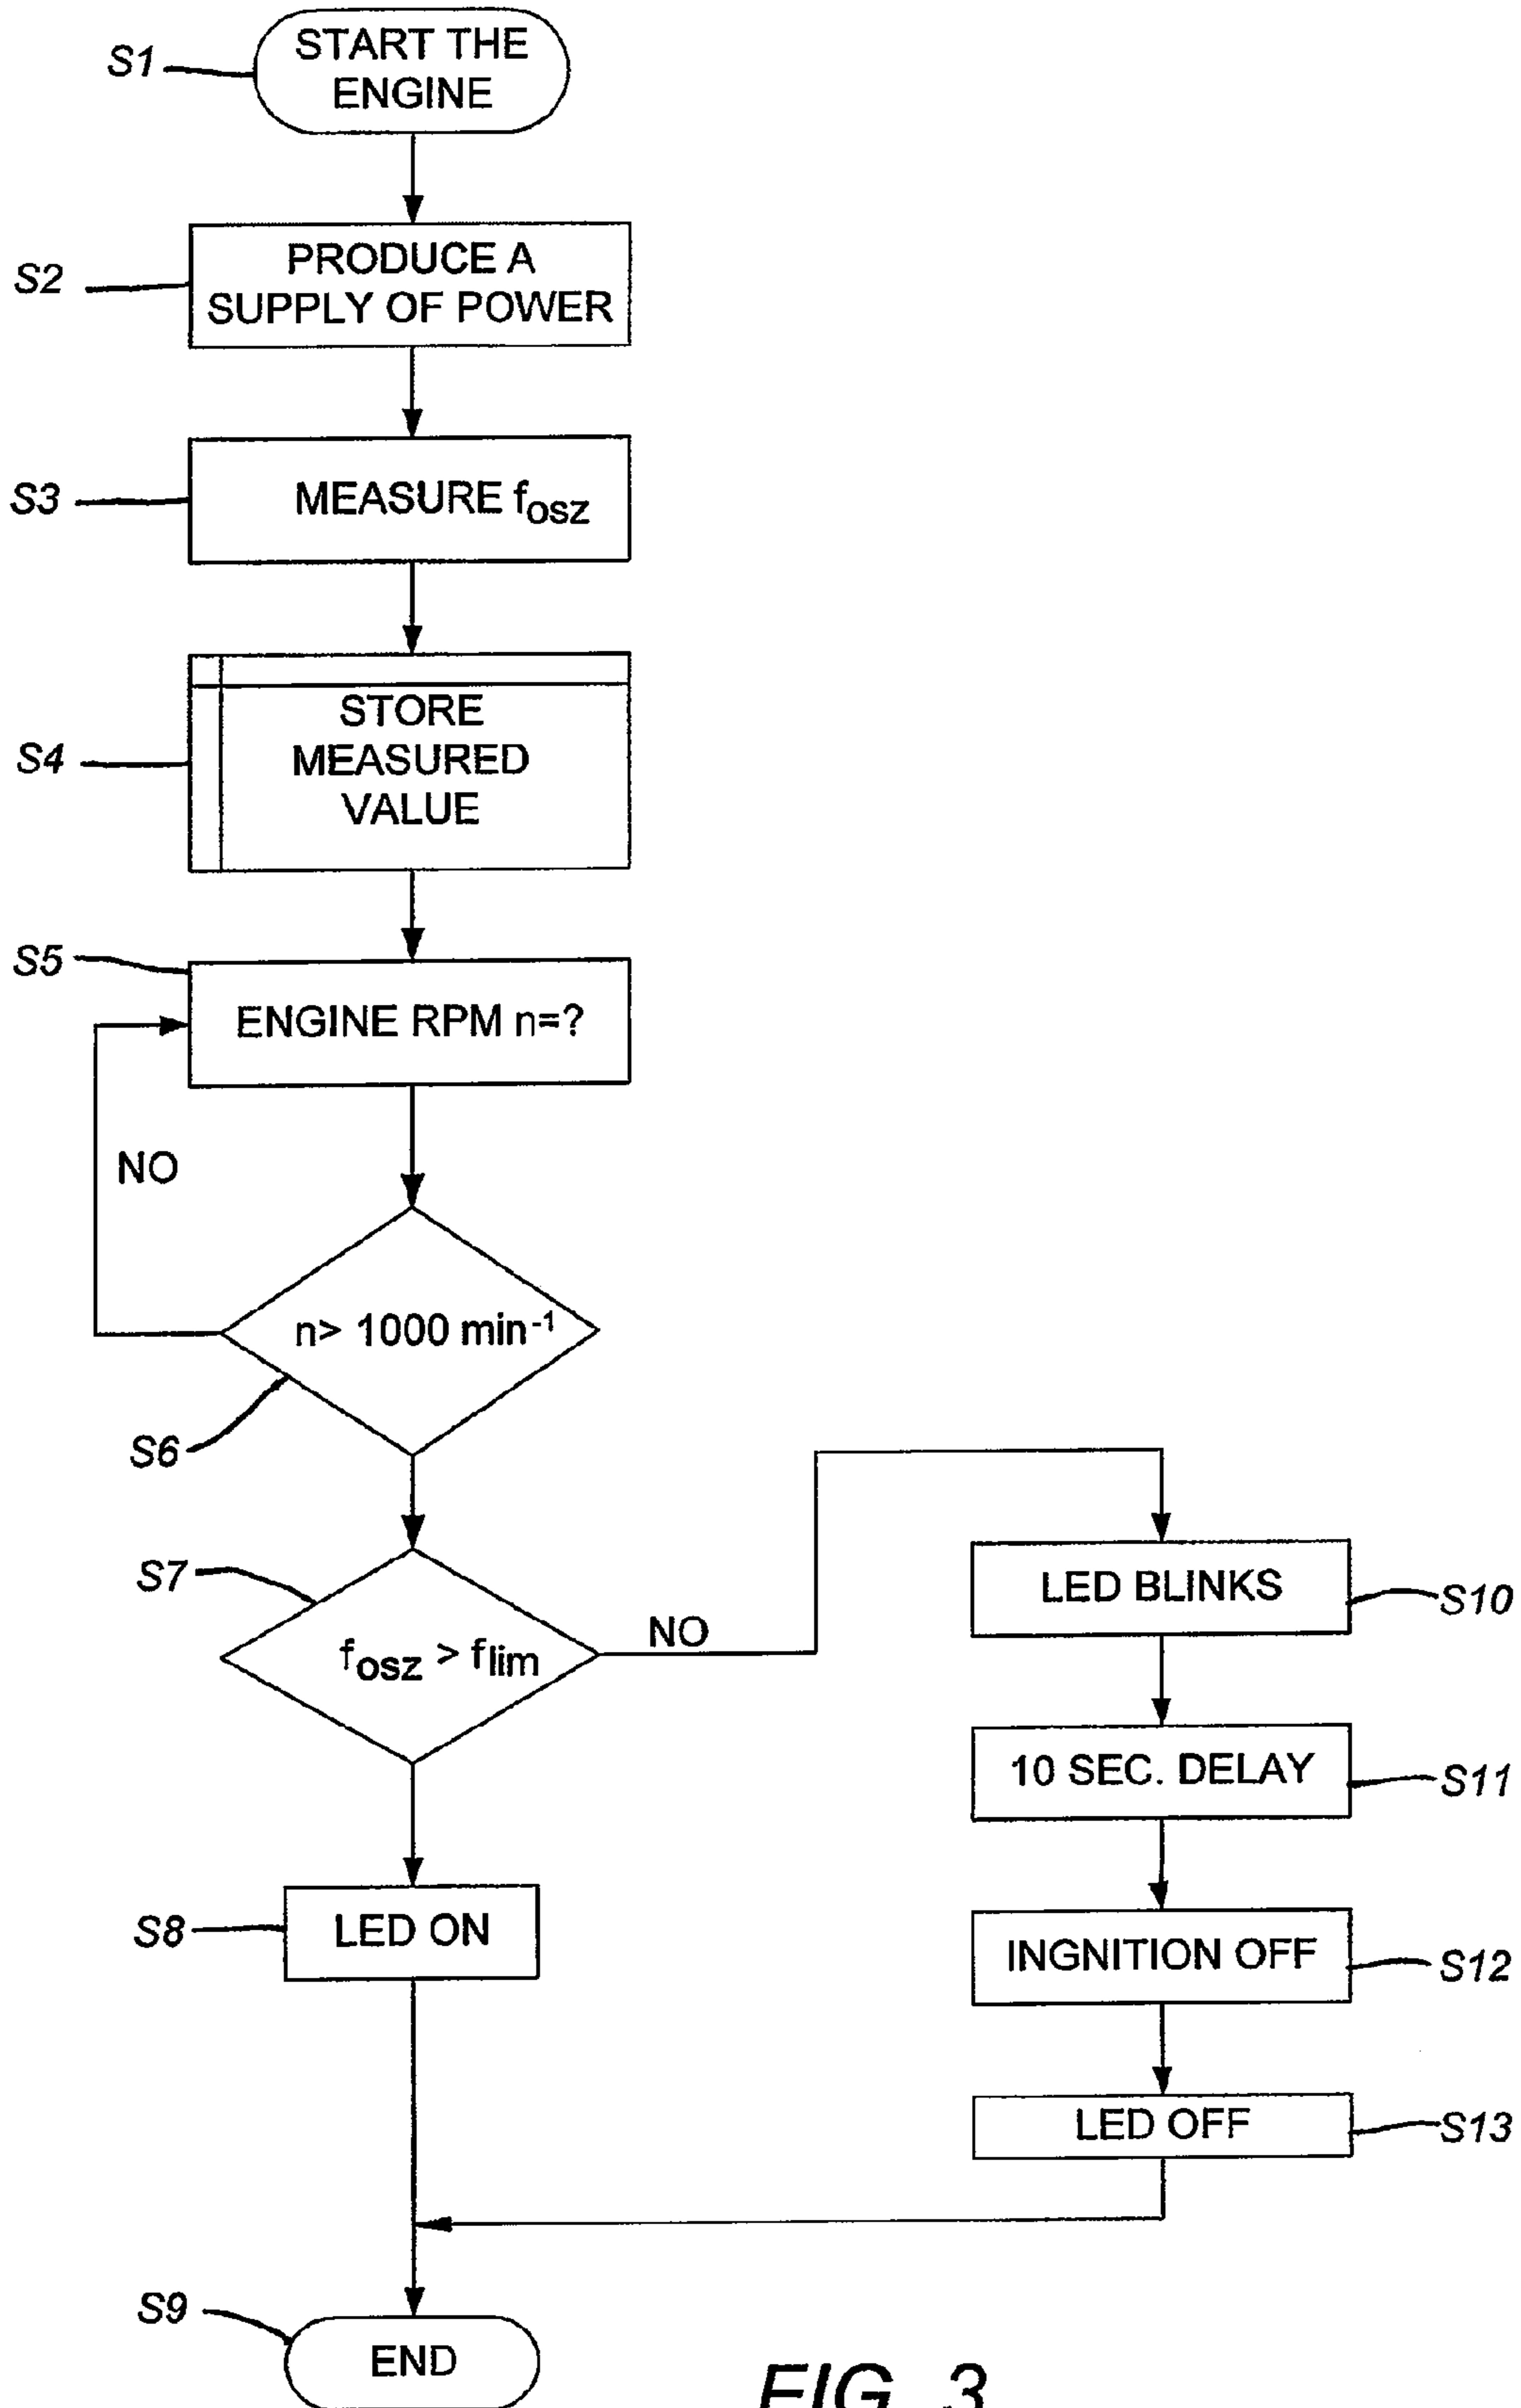 S1
START THE
ENGINE
S2
PRODUCE A
SUPPLY OF POWER
S3
MEASURE fosz
S4
STORE
MEASURED
VALUE
S5
ENGINE RPM n=?
NO
n> 1000 min-1
S6
S7
fosz > flim
NO
LED BLINKS
S10
10 SEC. DELAY
S11
S8
LED ON
INGNITION OFF
S12
LED OFF
S13
S9
END
FIG. 3